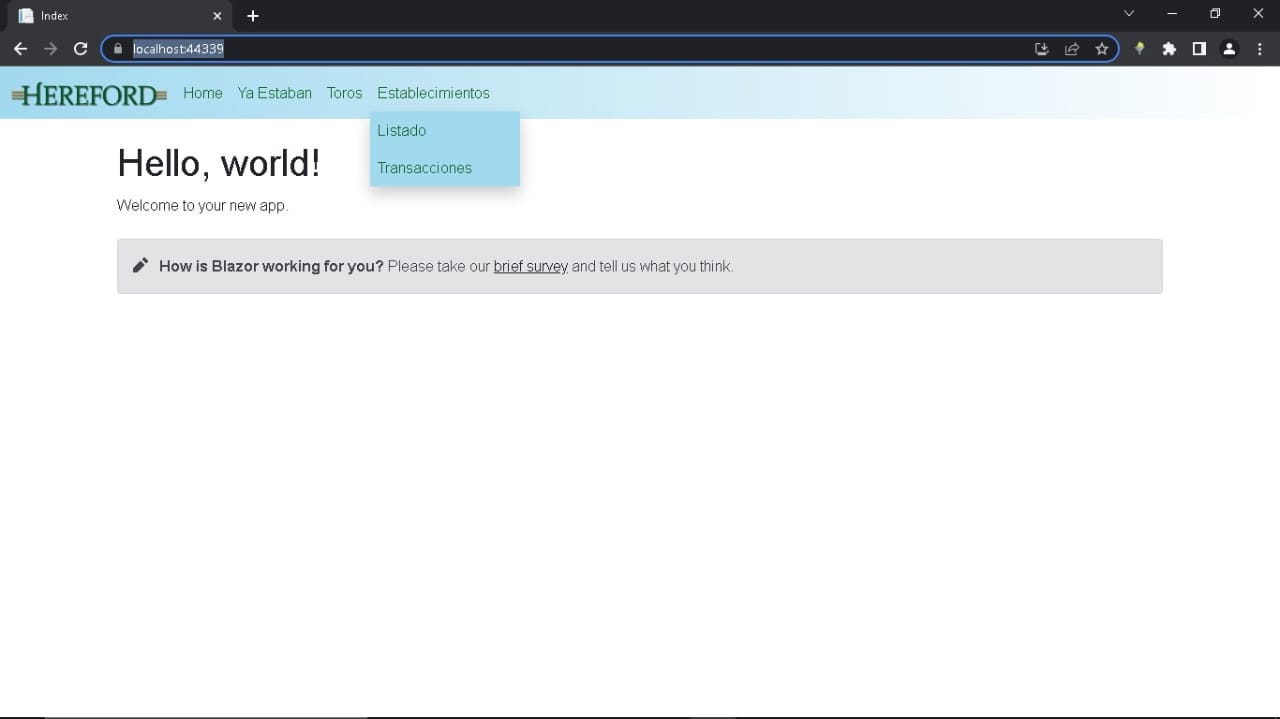 Index
localhost:44339
HEREFORD Home Ya Estaban Toros Establecimientos
Listado
Transacciones
Hello, world!
Welcome to your new app.
How is Blazor working for you? Please take our brief survey and tell us what you think.